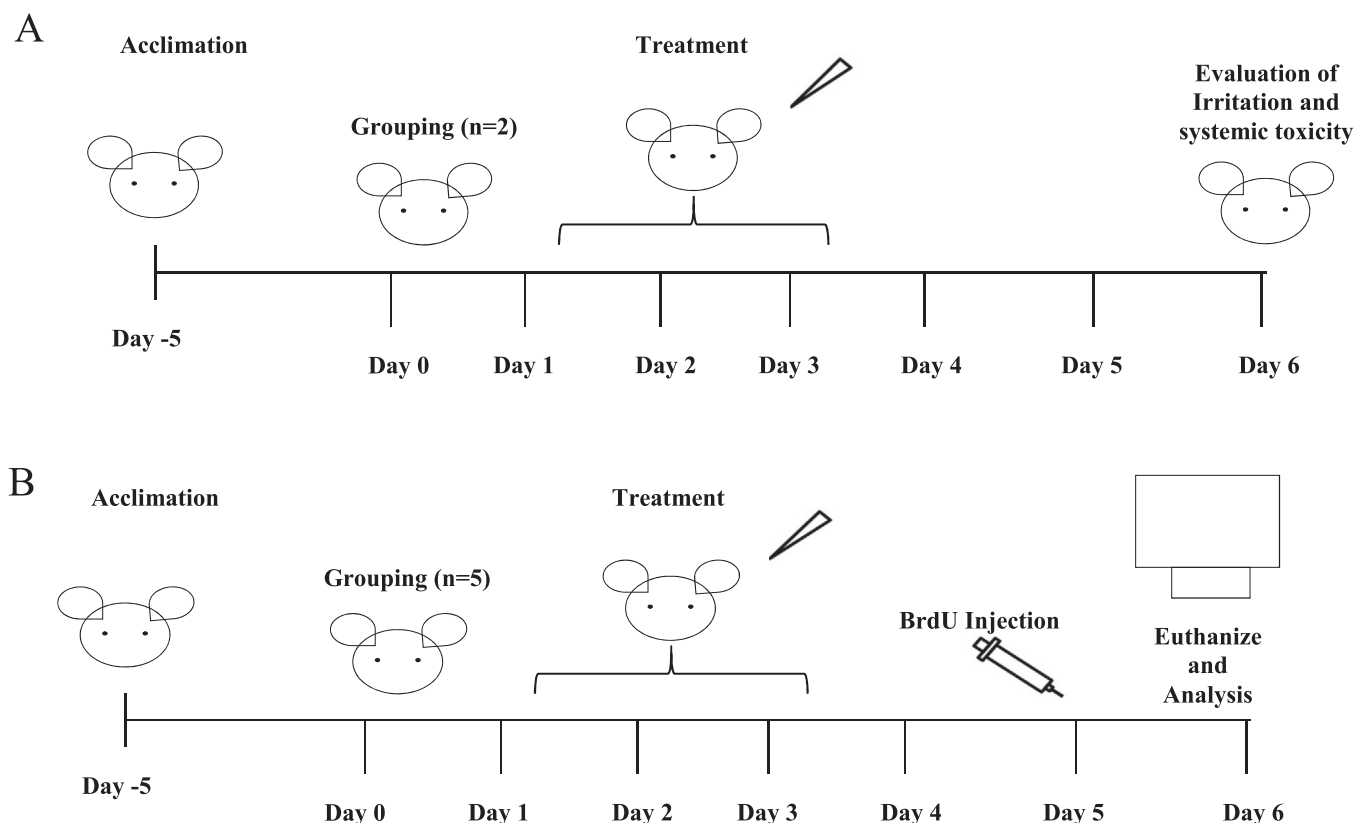 A
Acclimation
Treatment
Grouping (n=2)
Evaluation of
Irritation and
systemic toxicity
Day -5
Day 0
Day 1
Day 2
Day 3
Day 4
Day 5
Day 6
B
Acclimation
Treatment
Grouping (n=5)
BrdU Injection
Euthanize
and
Analysis
Day -5
Day 0
Day 1
Day 2
Day 3
Day 4
Day 5
Day 6